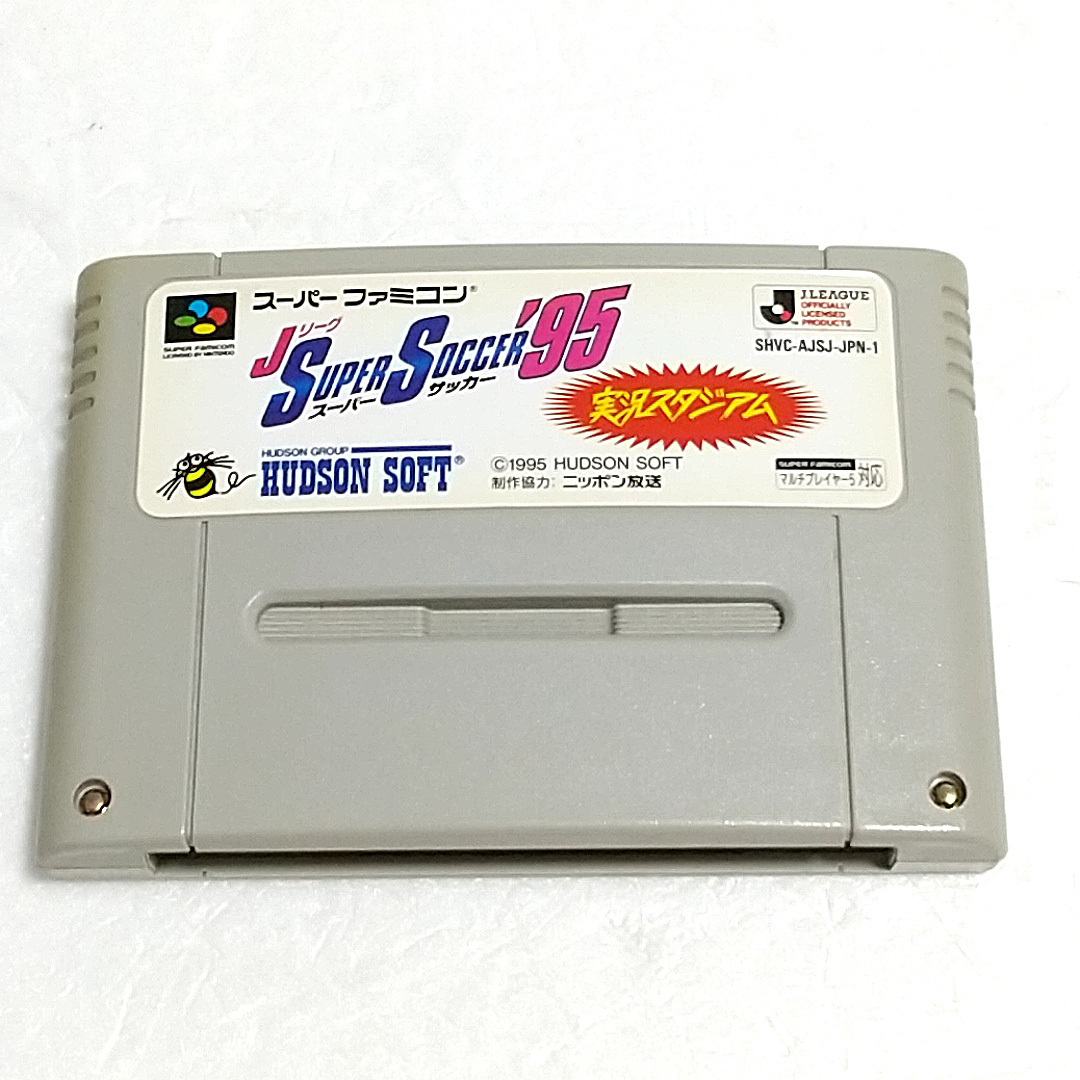 SUPER FAMICOM
LICENSED BY NINTENDO
スーパーファミコン®
Jリーグ
SUPER SOCCER '95
スーパー サッカー
実況スタジアム
J.LEAGUE
OFFICIALLY
LICENSED
PRODUCTS
SHVC-AJSJ-JPN-1
HUDSON GROUP
HUDSON SOFT®
©1995 HUDSON SOFT
制作協力: ニッポン放送
SUPER FAMICOM
マルチプレイヤー5 対応